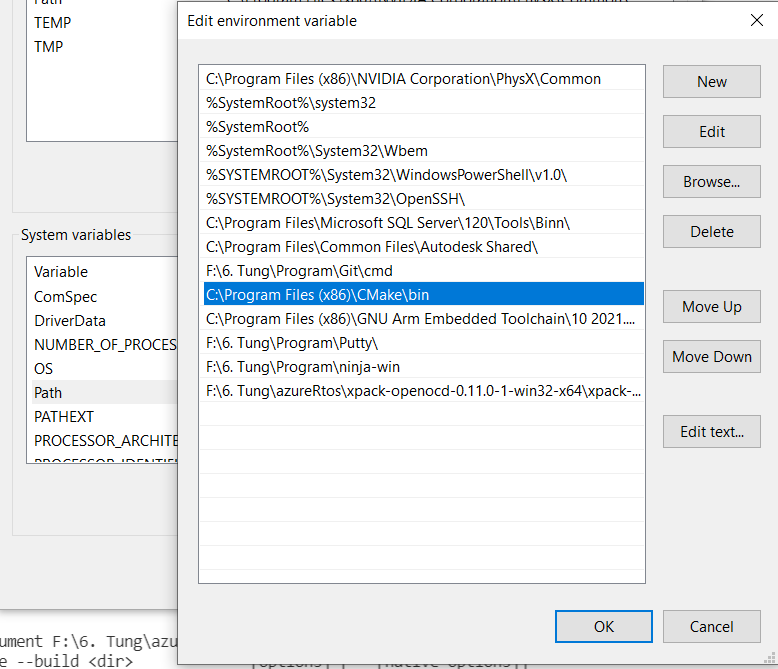 Path
TEMP
TMP
System variables
Variable
ComSpec
DriverData
NUMBER_OF_PROCES
OS
Path
PATHEXT
PROCESSOR_ARCHITE
PROCESSOR_IDENTIFI
Edit environment variable
C:\Program Files (x86)\NVIDIA Corporation\PhysX\Common
%SystemRoot%\system32
%SystemRoot%
%SystemRoot%\System32\Wbem
%SYSTEMROOT%\System32\WindowsPowerShell\v1.0\
%SYSTEMROOT%\System32\OpenSSH\
C:\Program Files\Microsoft SQL Server\120\Tools\Binn\
C:\Program Files\Common Files\Autodesk Shared\
F:\6. Tung\Program\Git\cmd
C:\Program Files (x86)\CMake\bin
C:\Program Files (x86)\GNU Arm Embedded Toolchain\10 2021....
F:\6. Tung\Program\Putty\
F:\6. Tung\Program\ninja-win
F:\6. Tung\azureRtos\xpack-openocd-0.11.0-1-win32-x64\xpack-...
New
Edit
Browse...
Delete
Move Up
Move Down
Edit text...
OK
Cancel
ument F:\6. Tung\azu
e --build <dir>